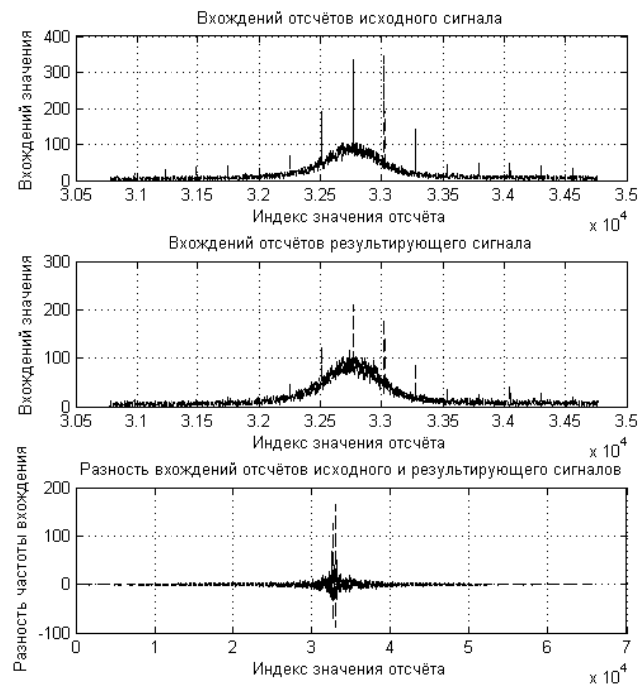 Вхождений отсчётов исходного сигнала
Вхождений значения
400
300
200
100
0
3.05 3.1 3.15 3.2 3.25 3.3 3.35 3.4 3.45 3.5
Индекс значения отсчёта
x 10^4
Вхождений отсчётов результирующего сигнала
Вхождений значения
300
200
100
0
3.05 3.1 3.15 3.2 3.25 3.3 3.35 3.4 3.45 3.5
Индекс значения отсчёта
x 10^4
Разность вхождений отсчётов исходного и результирующего сигналов
Разность частоты вхождения
200
100
0
-100
0 1 2 3 4 5 6 7
Индекс значения отсчёта
x 10^4